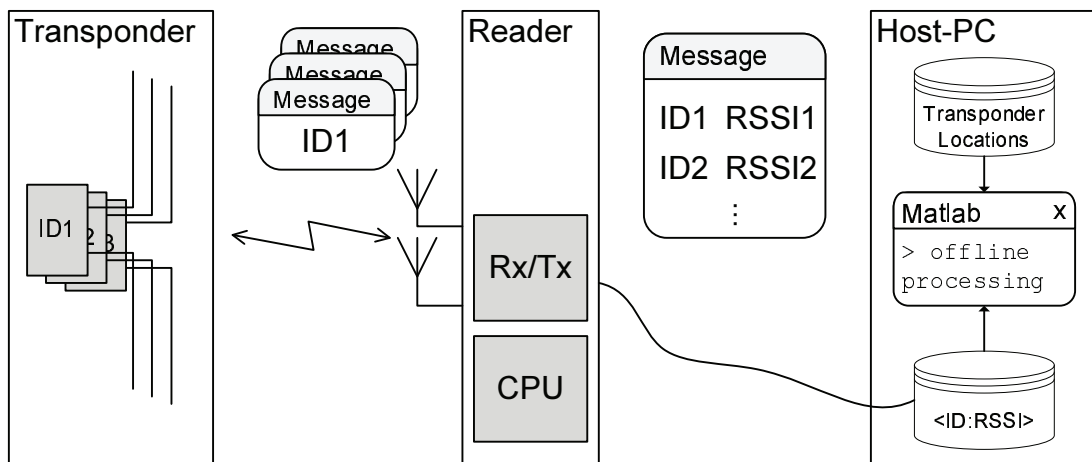 Transponder
ID1
2
3
Message
Message
Message
ID1
Reader
Rx/Tx
CPU
Message
ID1 RSSI1
ID2 RSSI2
⋮
Host-PC
Transponder
Locations
Matlab x
> offline
processing
<ID:RSSI>